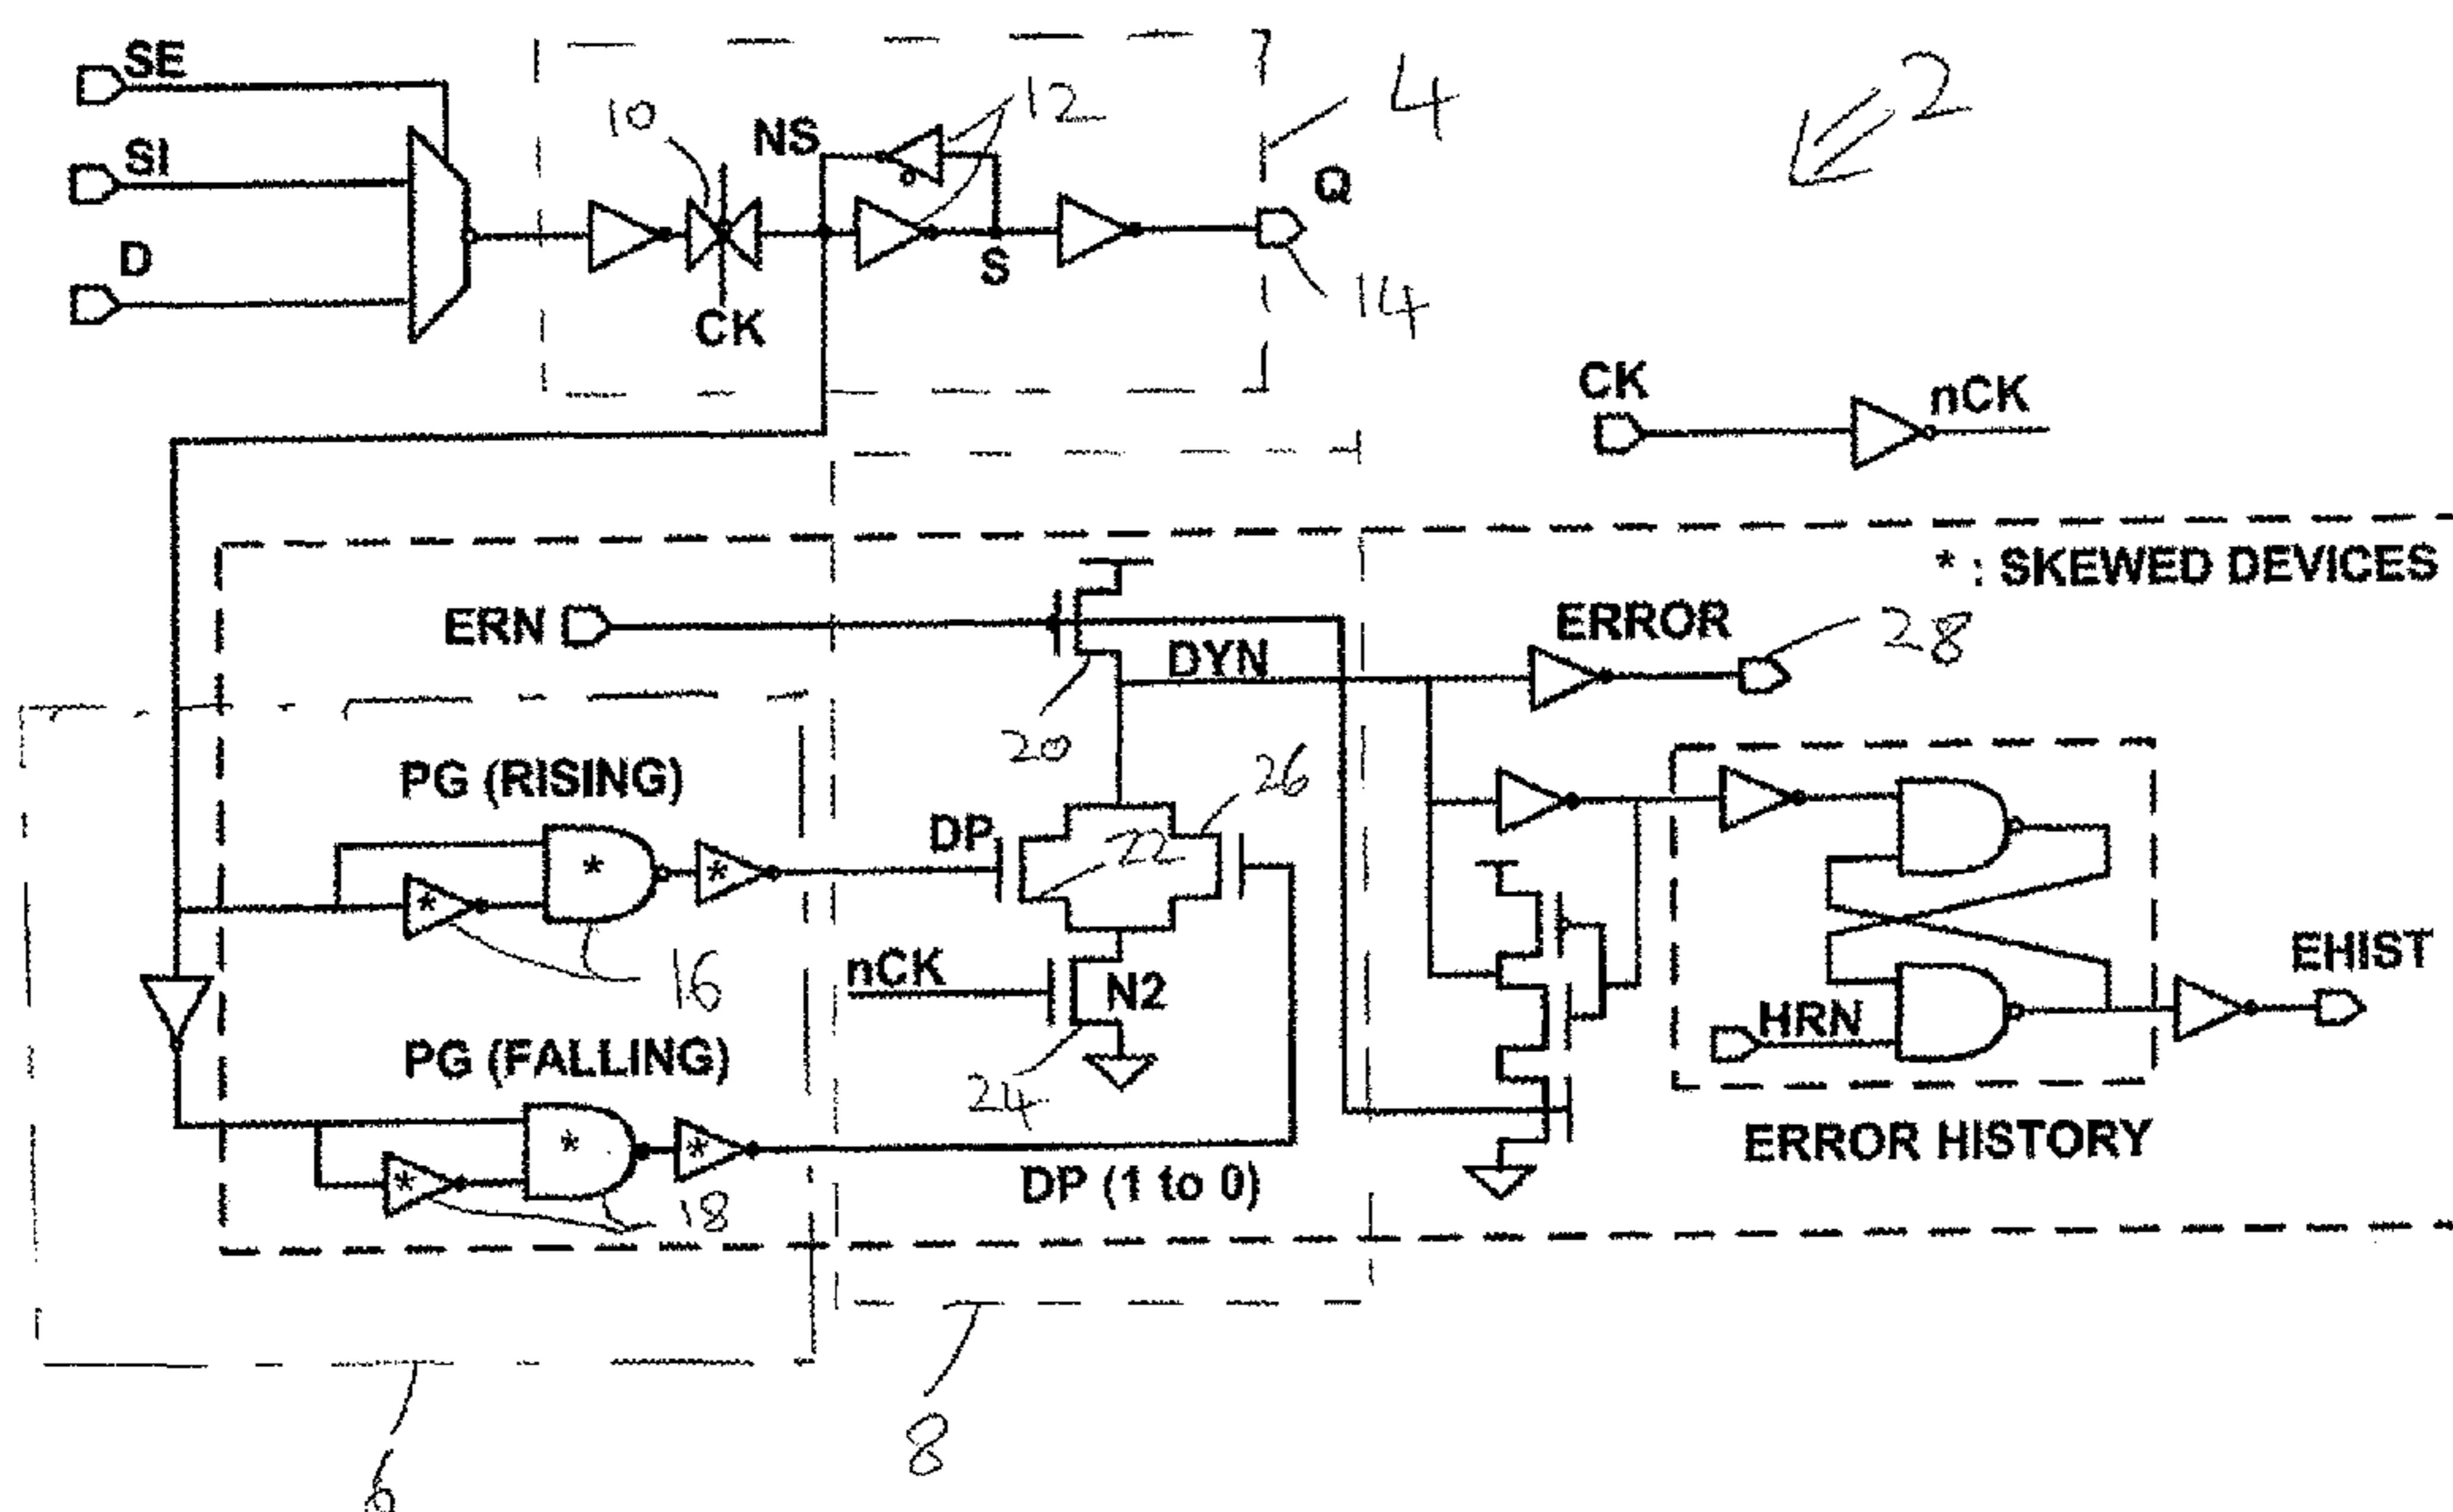 SE
SI
D
10
NS
12
4
2
Q
S
14
CK
CK
nCK
* : SKEWED DEVICES
ERN
DYN
ERROR
28
20
26
PG (RISING)
*
*
*
DP
22
16
nCK
N2
24
PG (FALLING)
*
*
*
18
DP (1 to 0)
HRN
EHIST
ERROR HISTORY
6
8